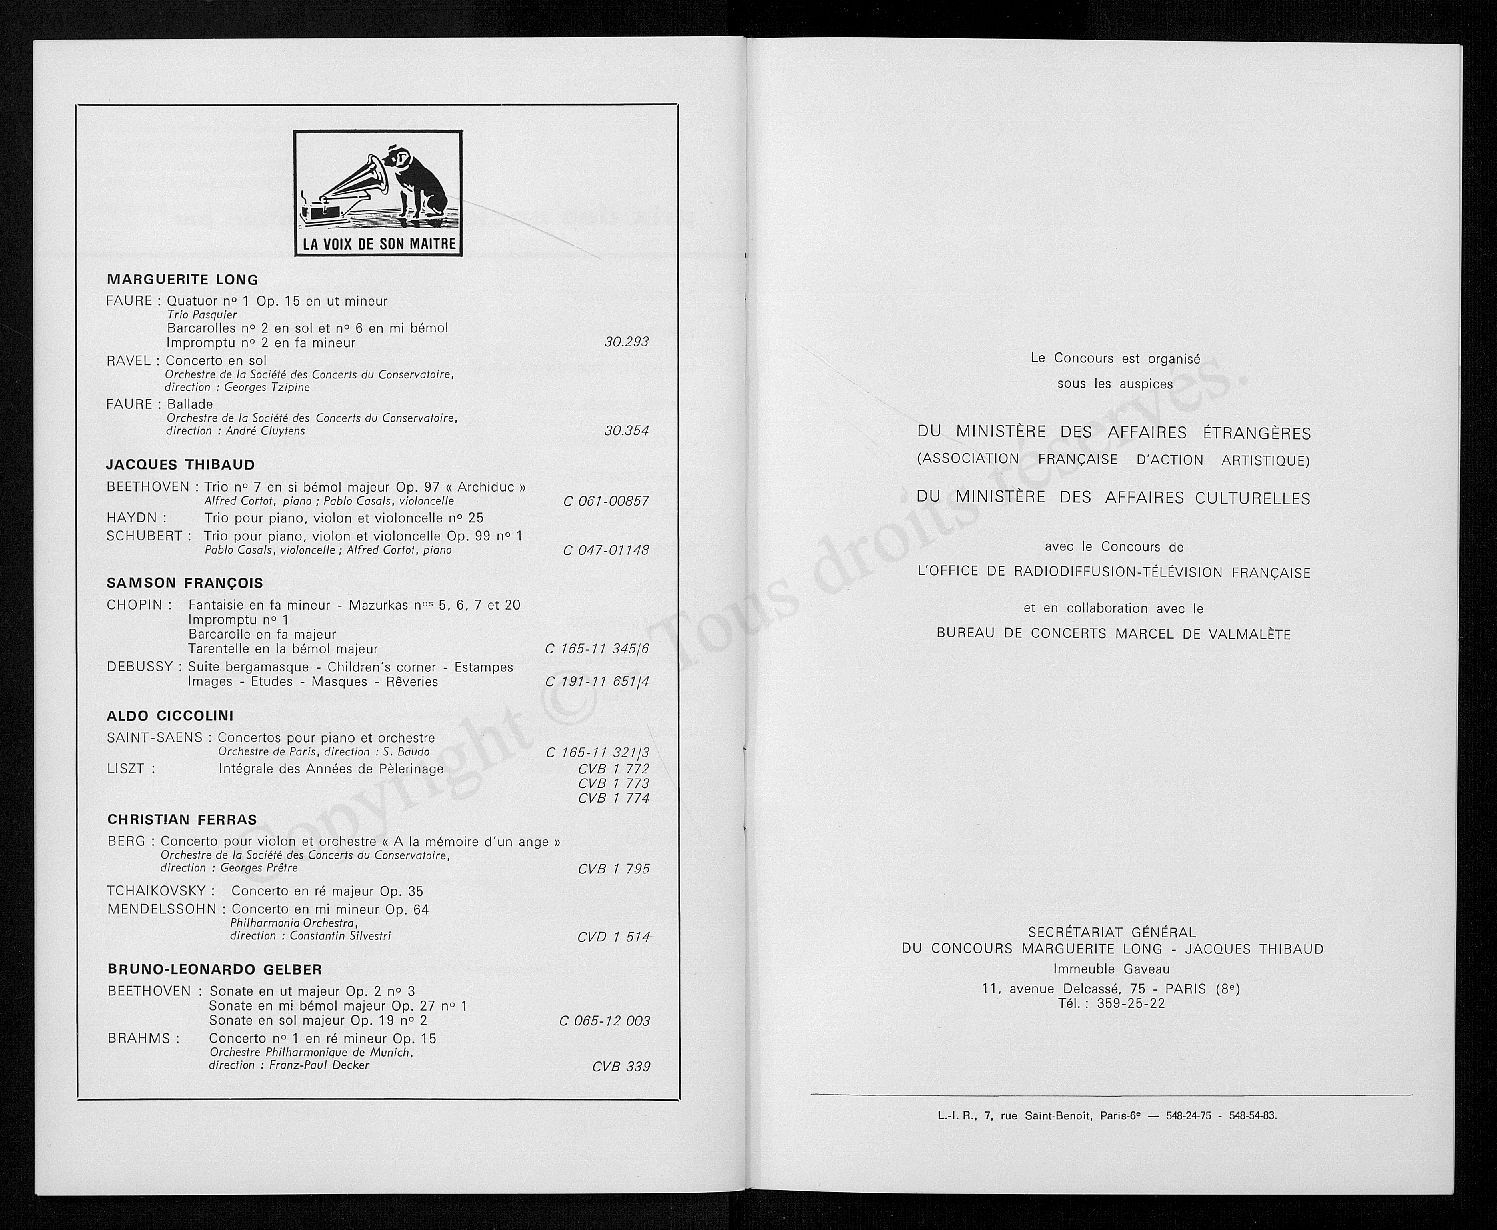 LA VOIX DE SON MAITRE
MARGUERITE LONG
FAURE : Quatuor nº 1 Op. 15 en ut mineur
Trio Pasquier
Barcarolles nº 2 en sol et nº 6 en mi bémol
Impromptu nº 2 en fa mineur 30.293
RAVEL : Concerto en sol
Orchestre de la Société des Concerts du Conservatoire,
direction : Georges Tzipine
FAURE : Ballade
Orchestre de la Société des Concerts du Conservatoire,
direction : André Cluytens 30.354
JACQUES THIBAUD
BEETHOVEN : Trio nº 7 en si bémol majeur Op. 97 « Archiduc »
Alfred Cortot, piano ; Pablo Casals, violoncelle C 061-00857
HAYDN : Trio pour piano, violon et violoncelle nº 25
SCHUBERT : Trio pour piano, violon et violoncelle Op. 99 nº 1
Pablo Casals, violoncelle ; Alfred Cortot, piano C 047-01148
SAMSON FRANÇOIS
CHOPIN : Fantaisie en fa mineur - Mazurkas nos 5, 6, 7 et 20
Impromptu nº 1
Barcarolle en fa majeur
Tarentelle en la bémol majeur C 165-11 345/6
DEBUSSY : Suite bergamasque - Children's corner - Estampes
Images - Etudes - Masques - Rêveries C 191-11 651/4
ALDO CICCOLINI
SAINT-SAENS : Concertos pour piano et orchestre
Orchestre de Paris, direction : S. Baudo C 165-11 321/3
LISZT : Intégrale des Années de Pèlerinage CVB 1 772
CVB 1 773
CVB 1 774
CHRISTIAN FERRAS
BERG : Concerto pour violon et orchestre « A la mémoire d'un ange »
Orchestre de la Société des Concerts du Conservatoire,
direction : Georges Prêtre CVB 1 795
TCHAIKOVSKY : Concerto en ré majeur Op. 35
MENDELSSOHN : Concerto en mi mineur Op. 64
Philharmonia Orchestra,
direction : Constantin Silvestri CVD 1 514
BRUNO-LEONARDO GELBER
BEETHOVEN : Sonate en ut majeur Op. 2 nº 3
Sonate en mi bémol majeur Op. 27 nº 1
Sonate en sol majeur Op. 19 nº 2 C 065-12 003
BRAHMS : Concerto nº 1 en ré mineur Op. 15
Orchestre Philharmonique de Munich,
direction : Franz-Paul Decker CVB 339
Le Concours est organisé
sous les auspices
DU MINISTÈRE DES AFFAIRES ÉTRANGÈRES
(ASSOCIATION FRANÇAISE D'ACTION ARTISTIQUE)
DU MINISTÈRE DES AFFAIRES CULTURELLES
avec le Concours de
L'OFFICE DE RADIODIFFUSION-TÉLÉVISION FRANÇAISE
et en collaboration avec le
BUREAU DE CONCERTS MARCEL DE VALMALÈTE
SECRÉTARIAT GÉNÉRAL
DU CONCOURS MARGUERITE LONG - JACQUES THIBAUD
Immeuble Gaveau
11, avenue Delcassé, 75 - PARIS (8e)
Tél. : 359-25-22
L.-I. R., 7, rue Saint-Benoît, Paris-6e — 548-24-75 - 548-54-83.
Copyright © Tous droits réservés.